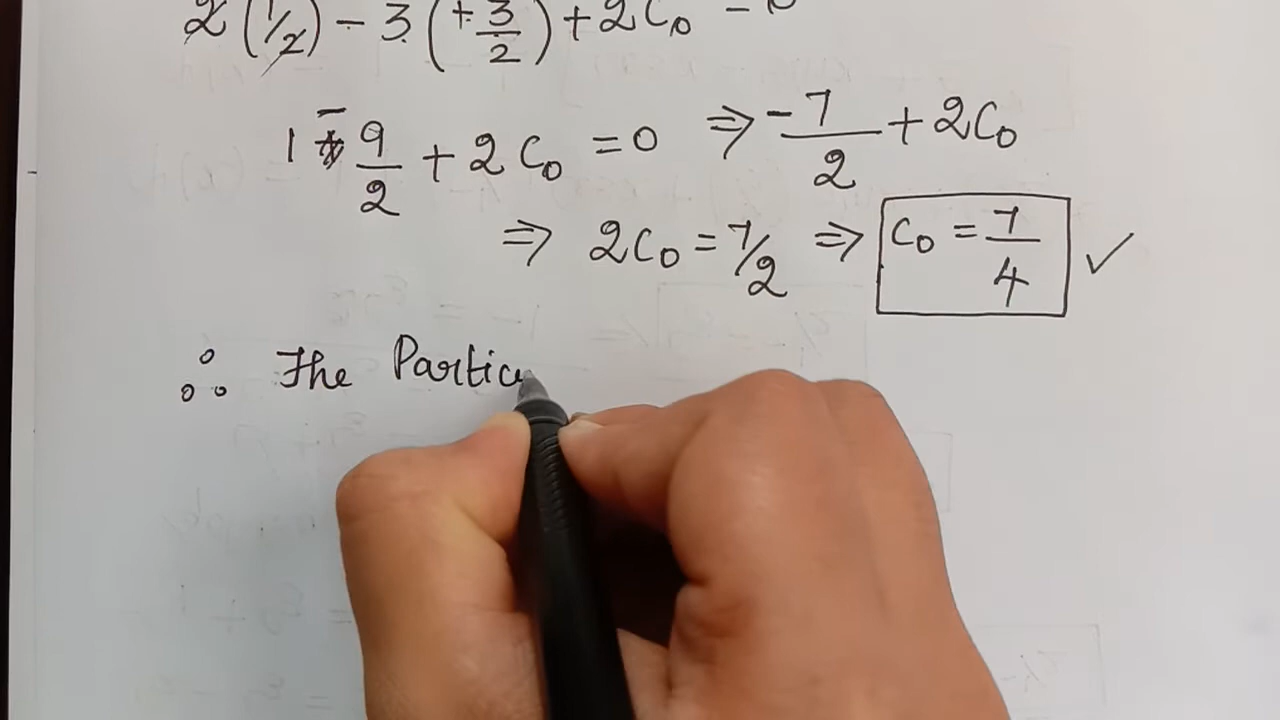 2(1/2) - 3(+3/2) + 2C₀ = 0
1 - 9/2 + 2C₀ = 0 ⇒ -7/2 + 2C₀
⇒ 2C₀ = 7/2 ⇒ C₀ = 7/4 ✓
∴ The Particu